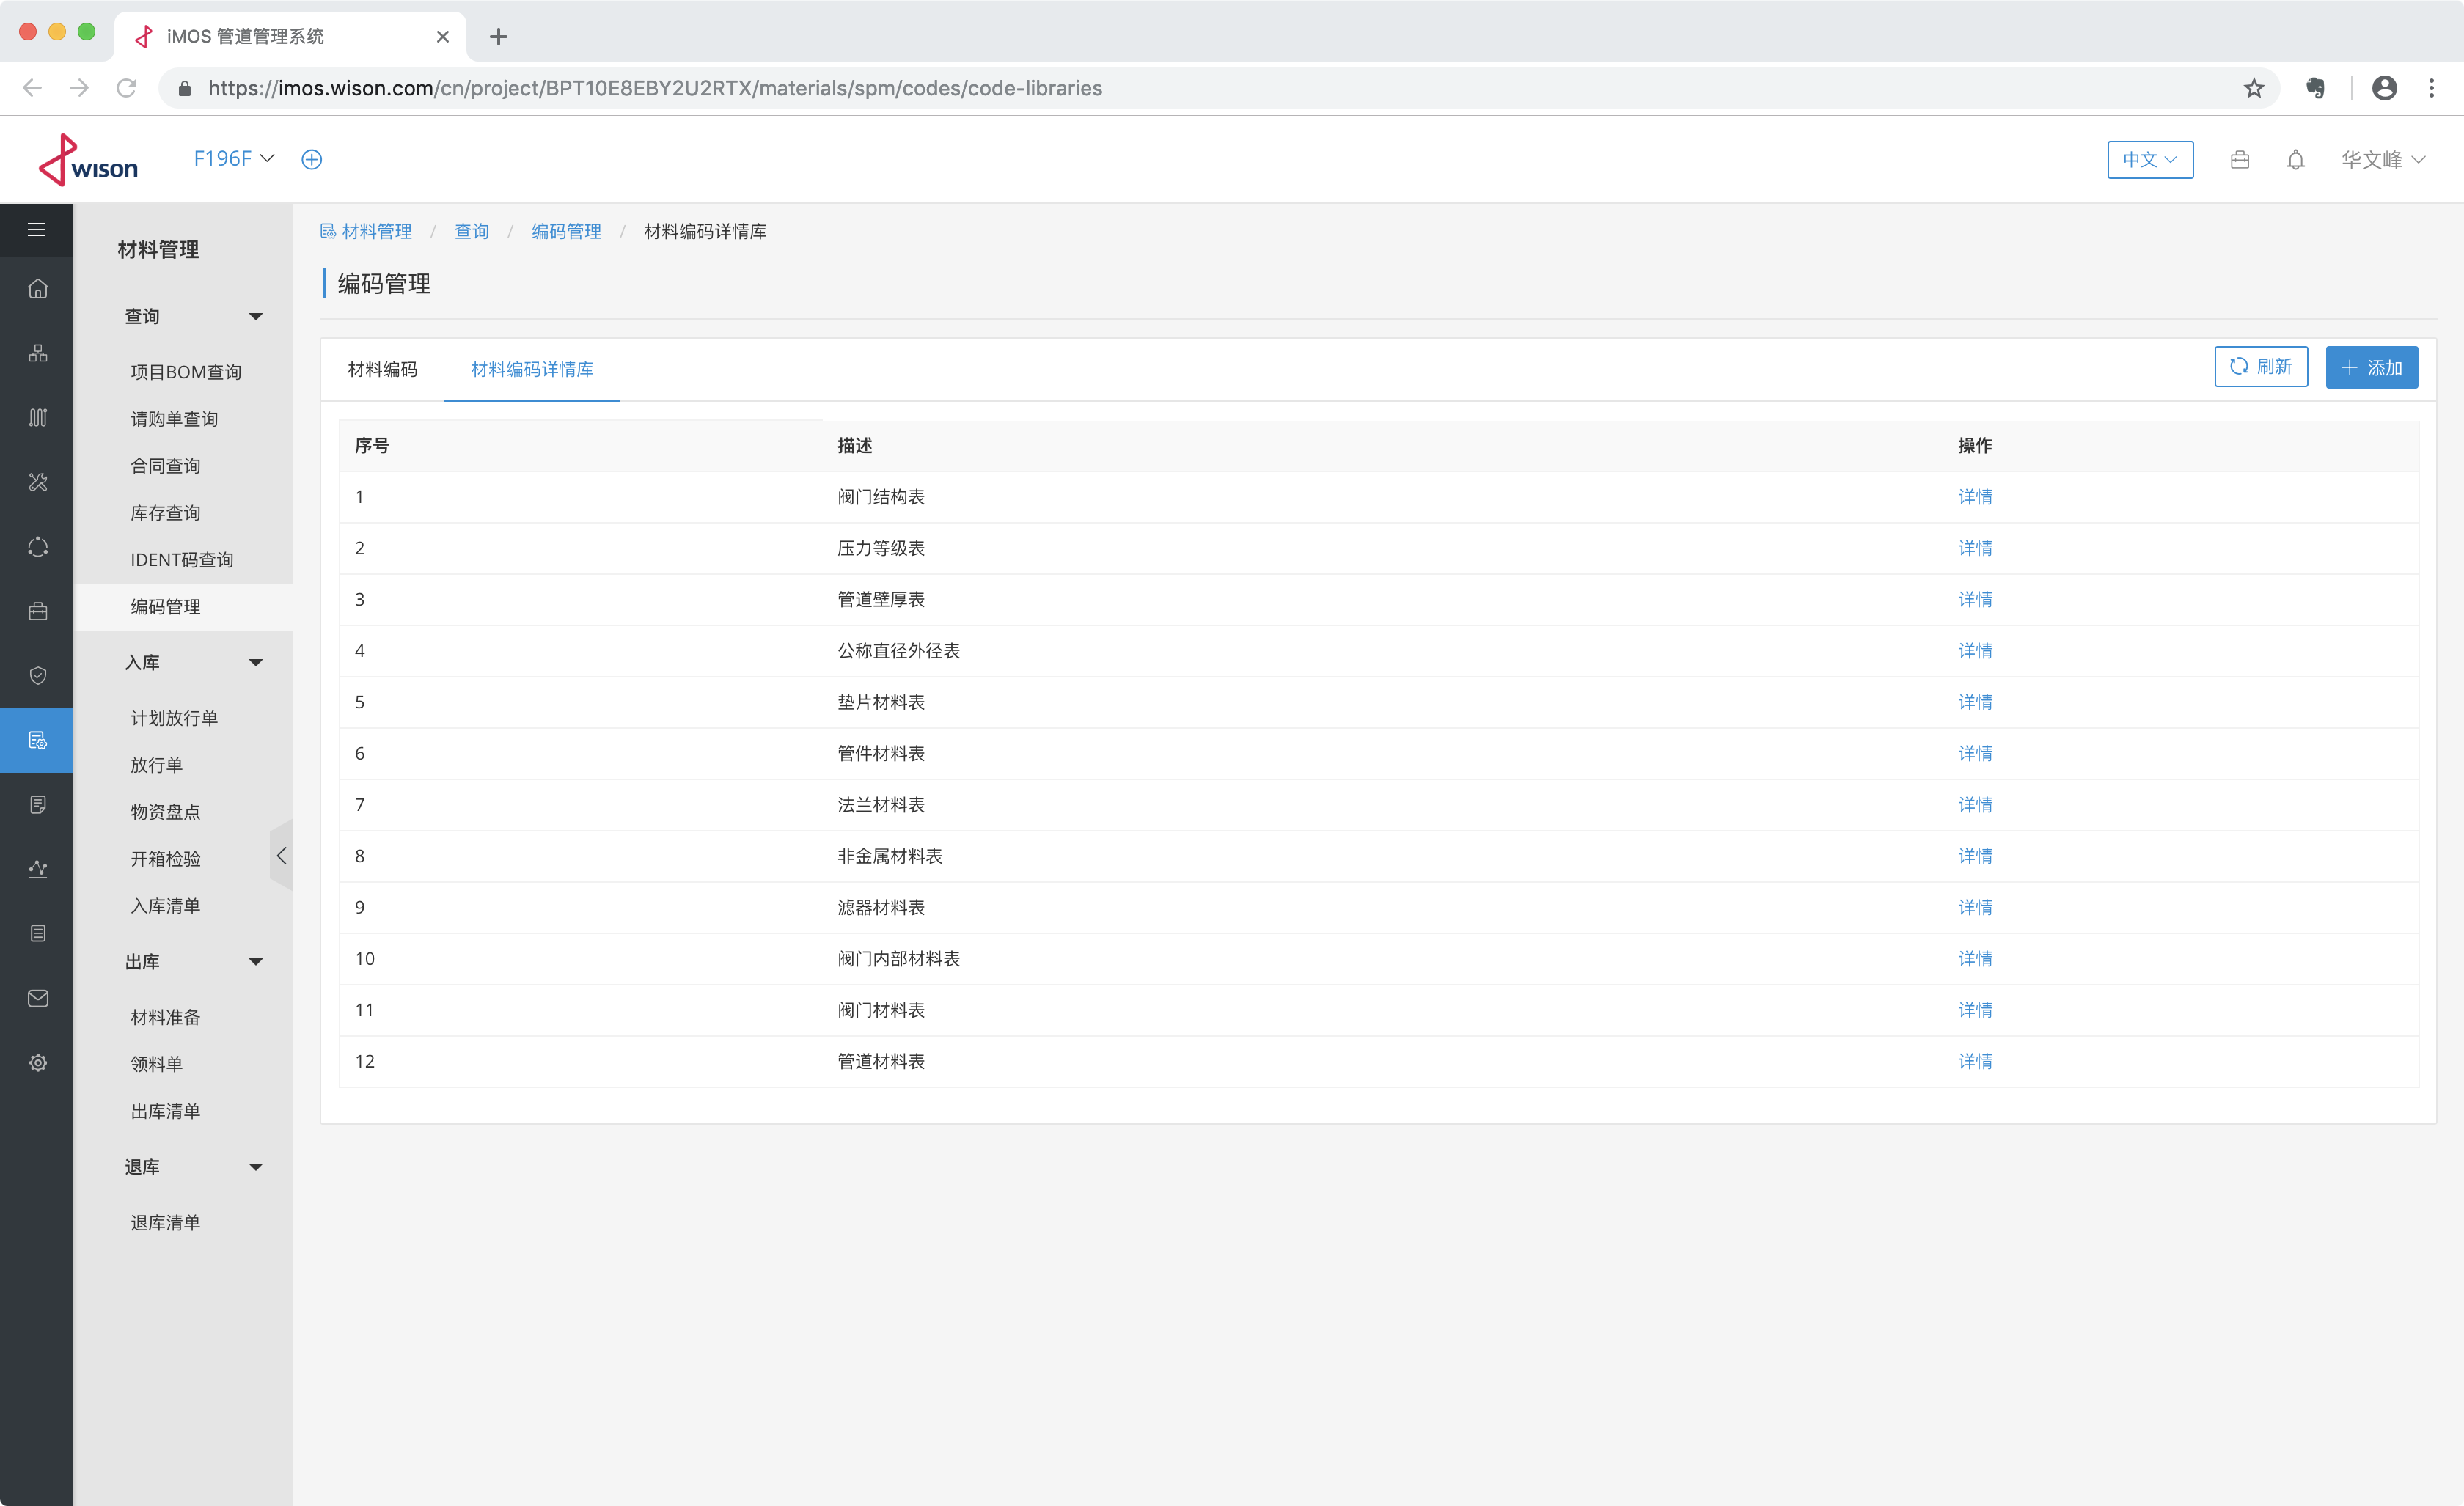 iMOS 管道管理系统
https://imos.wison.com/cn/project/BPT10E8EBY2U2RTX/materials/spm/codes/code-libraries
wison
F196F
中文
华文峰
材料管理
查询
项目BOM查询
请购单查询
合同查询
库存查询
IDENT码查询
编码管理
入库
计划放行单
放行单
物资盘点
开箱检验
入库清单
出库
材料准备
领料单
出库清单
退库
退库清单
材料管理 / 查询 / 编码管理 / 材料编码详情库
编码管理
材料编码 材料编码详情库
刷新 添加
序号 描述 操作
1 阀门结构表 详情
2 压力等级表 详情
3 管道壁厚表 详情
4 公称直径外径表 详情
5 垫片材料表 详情
6 管件材料表 详情
7 法兰材料表 详情
8 非金属材料表 详情
9 滤器材料表 详情
10 阀门内部材料表 详情
11 阀门材料表 详情
12 管道材料表 详情